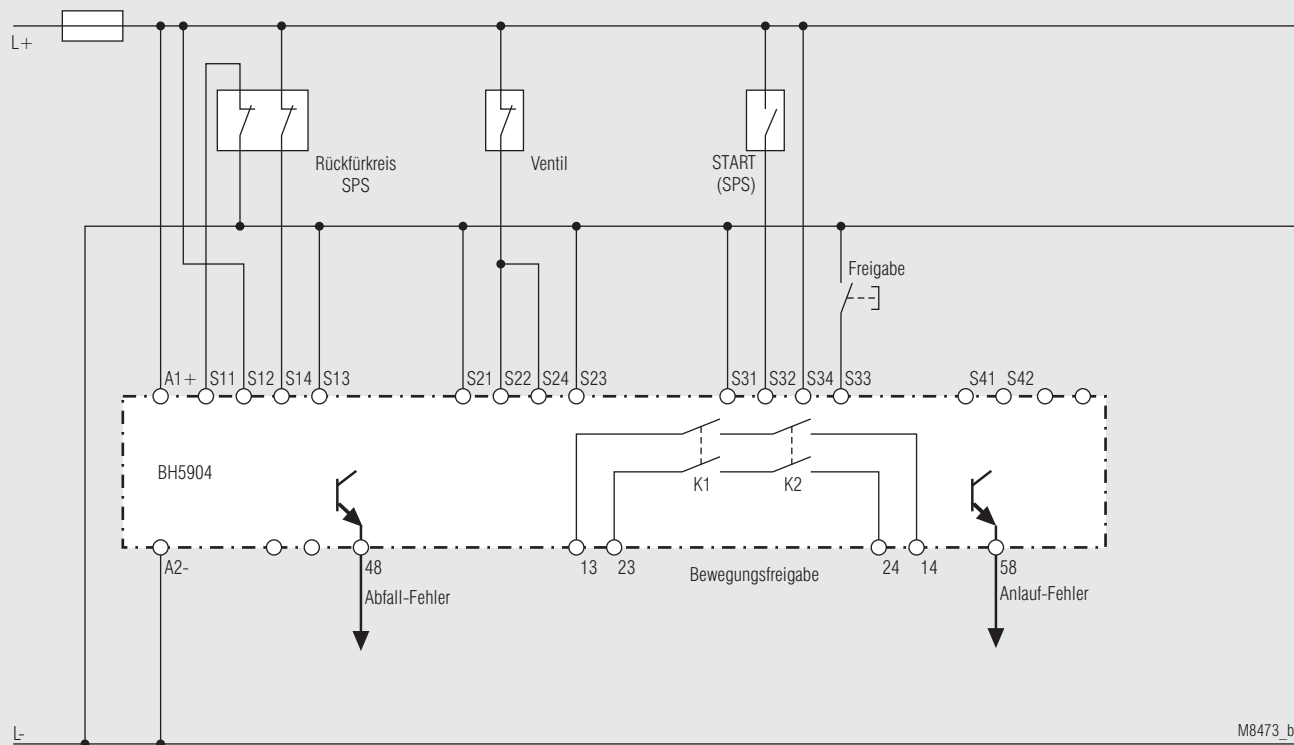 L+
Rückfürkreis
SPS
Ventil
START
(SPS)
Freigabe
A1+ S11 S12 S14 S13 S21 S22 S24 S23 S31 S32 S34 S33 S41 S42
BH5904
K1 K2
A2- 48 13 23 Bewegungsfreigabe 24 14 58
Abfall-Fehler Anlauf-Fehler
L-
M8473_b